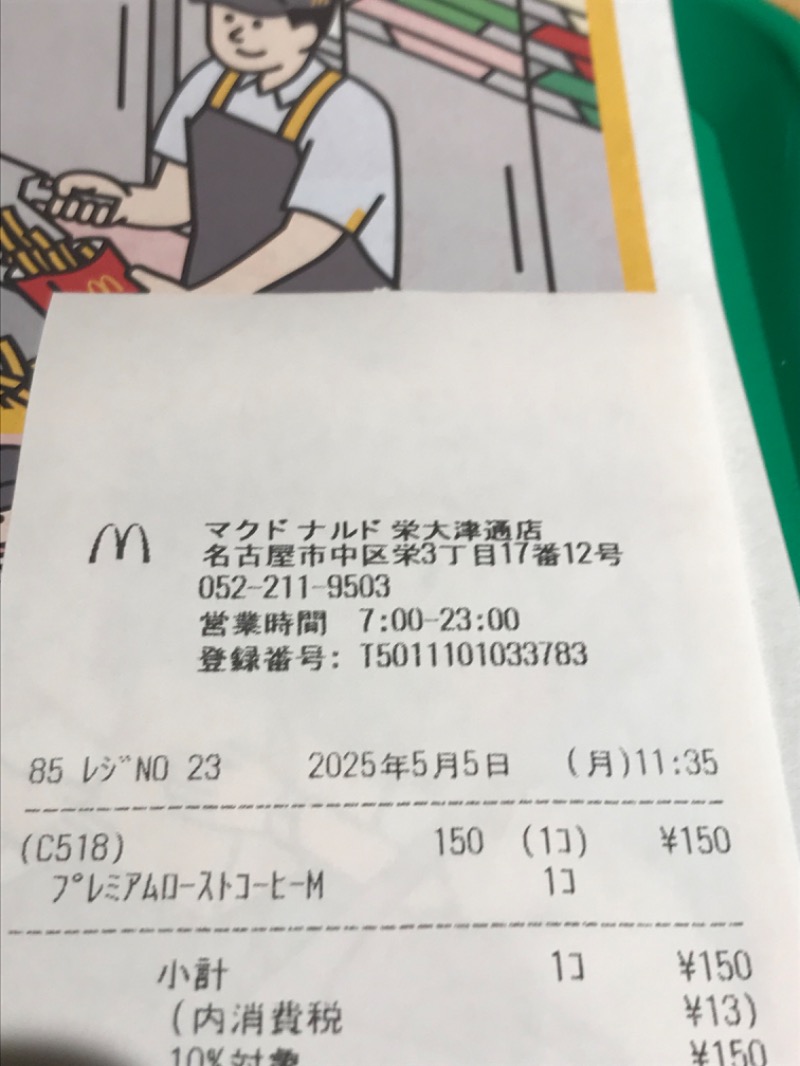 マクドナルド 栄大津通店
名古屋市中区栄3丁目17番12号
052-211-9503
営業時間 7:00-23:00
登録番号: T5011101033783
85 ﾚｼﾞNO 23 2025年5月5日 (月)11:35
(C518) 150 (1ｺ) ¥150
ﾌﾟﾚﾐｱﾑﾛｰｽﾄｺｰﾋｰM 1ｺ
小計 1ｺ ¥150
(内消費税 ¥13)
10%対象 ¥150